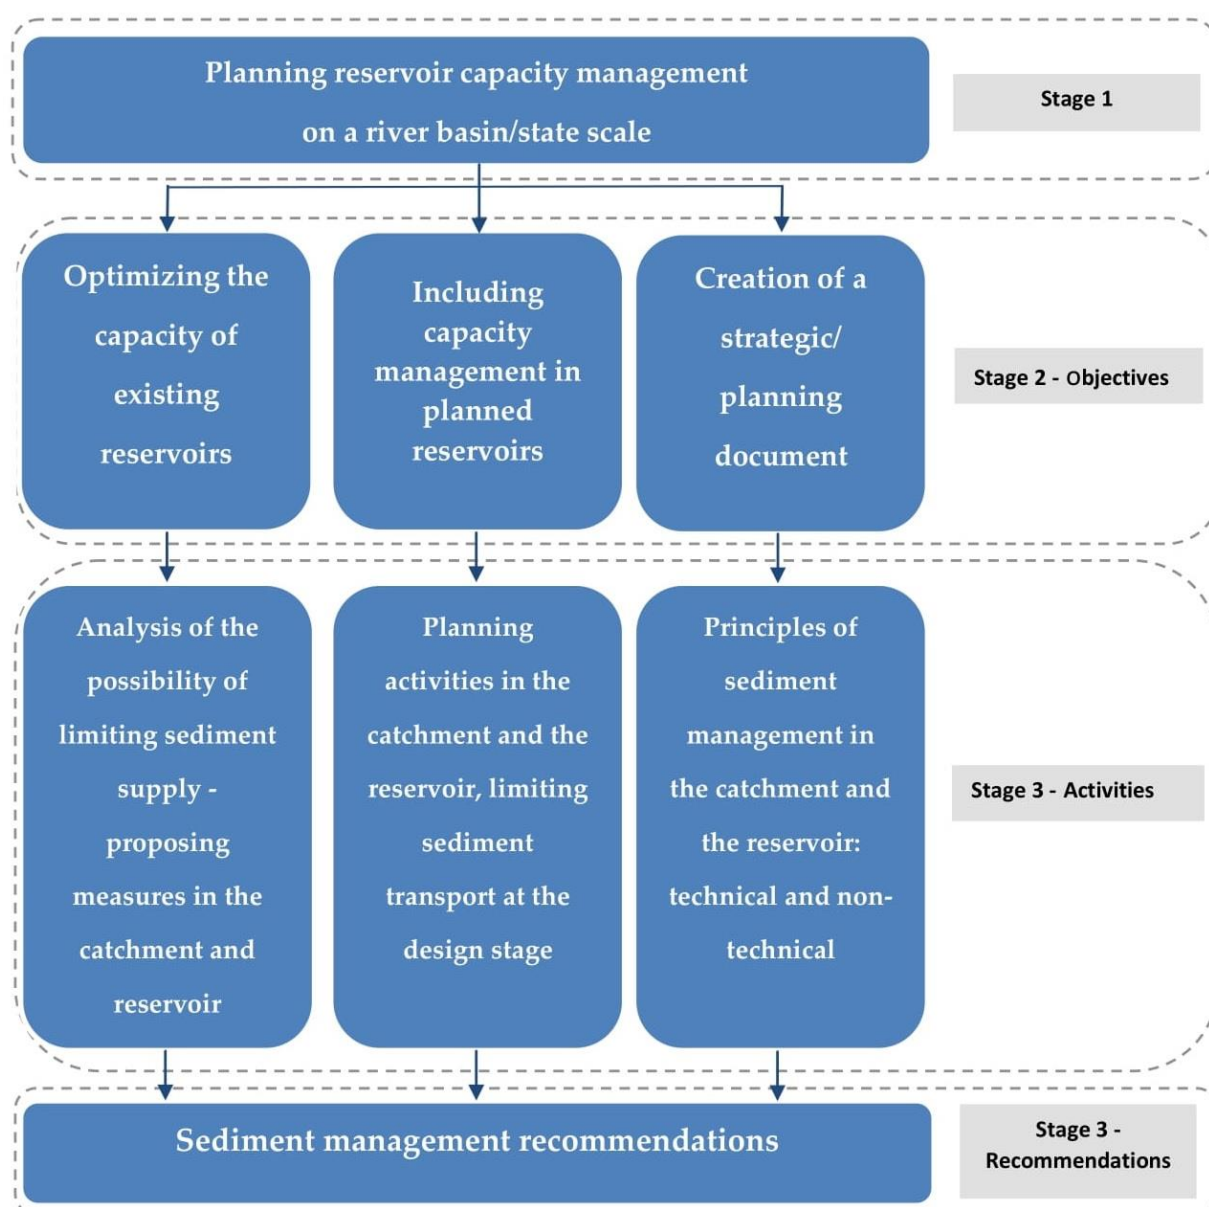 Planning reservoir capacity management
on a river basin/state scale
Stage 1
Optimizing the
capacity of
existing
reservoirs
Including
capacity
management in
planned
reservoirs
Creation of a
strategic/
planning
document
Stage 2 - Objectives
Analysis of the
possibility of
limiting sediment
supply -
proposing
measures in the
catchment and
reservoir
Planning
activities in the
catchment and the
reservoir, limiting
sediment
transport at the
design stage
Principles of
sediment
management in
the catchment and
the reservoir:
technical and non-
technical
Stage 3 - Activities
Sediment management recommendations
Stage 3 -
Recommendations